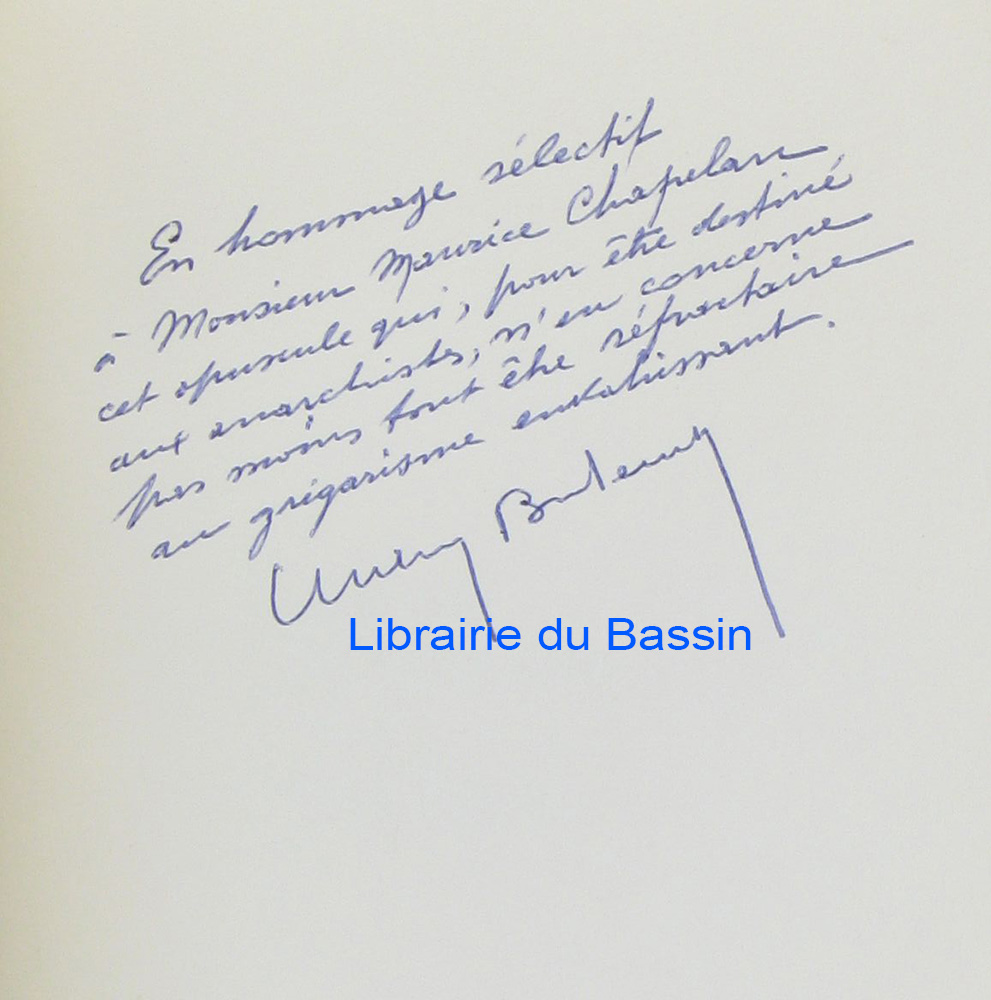 En hommage sélectif
à Monsieur Maurice Chapelan
cet opuscule qui, pour être destiné
aux anarchistes, n'en concerne
pas moins tout être réfractaire
au grégarisme envahissant.
Librairie du Bassin